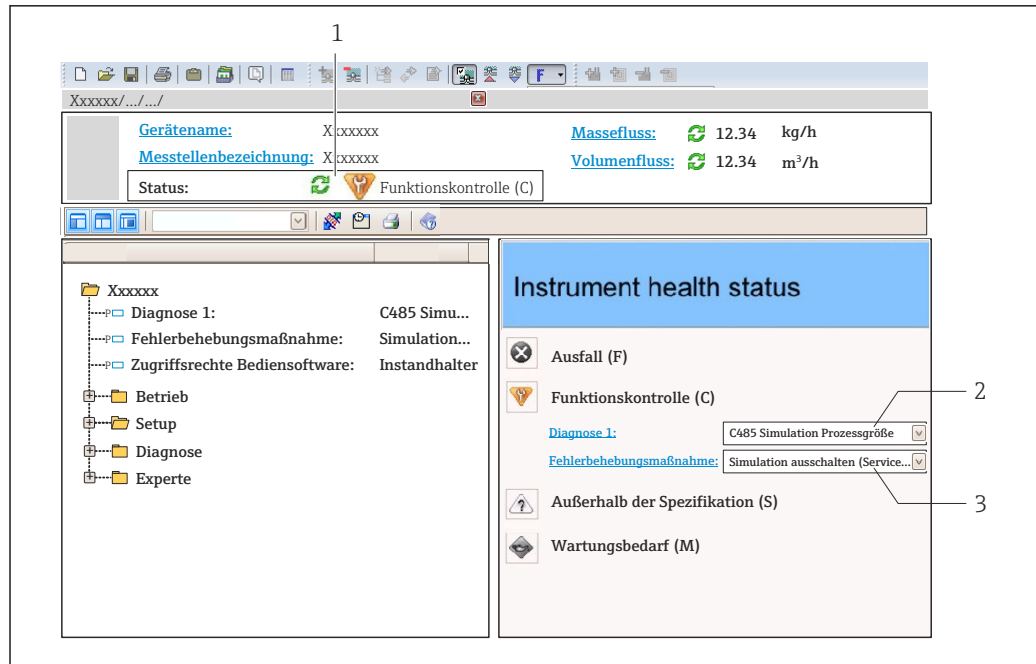 1
F
Xxxxxx/.../.../
Gerätename: Xxxxxxx Massefluss: 12.34 kg/h
Messtellenbezeichnung: Xxxxxxx Volumenfluss: 12.34 m³/h
Status: Funktionskontrolle (C)
Xxxxxx
P Diagnose 1: C485 Simu...
P Fehlerbehebungsmaßnahme: Simulation...
P Zugriffsrechte Bediensoftware: Instandhalter
Betrieb
Setup
Diagnose
Experte
Instrument health status
Ausfall (F)
Funktionskontrolle (C)
2
Diagnose 1: C485 Simulation Prozessgröße
Fehlerbehebungsmaßnahme: Simulation ausschalten (Service...
3
? Außerhalb der Spezifikation (S)
Wartungsbedarf (M)